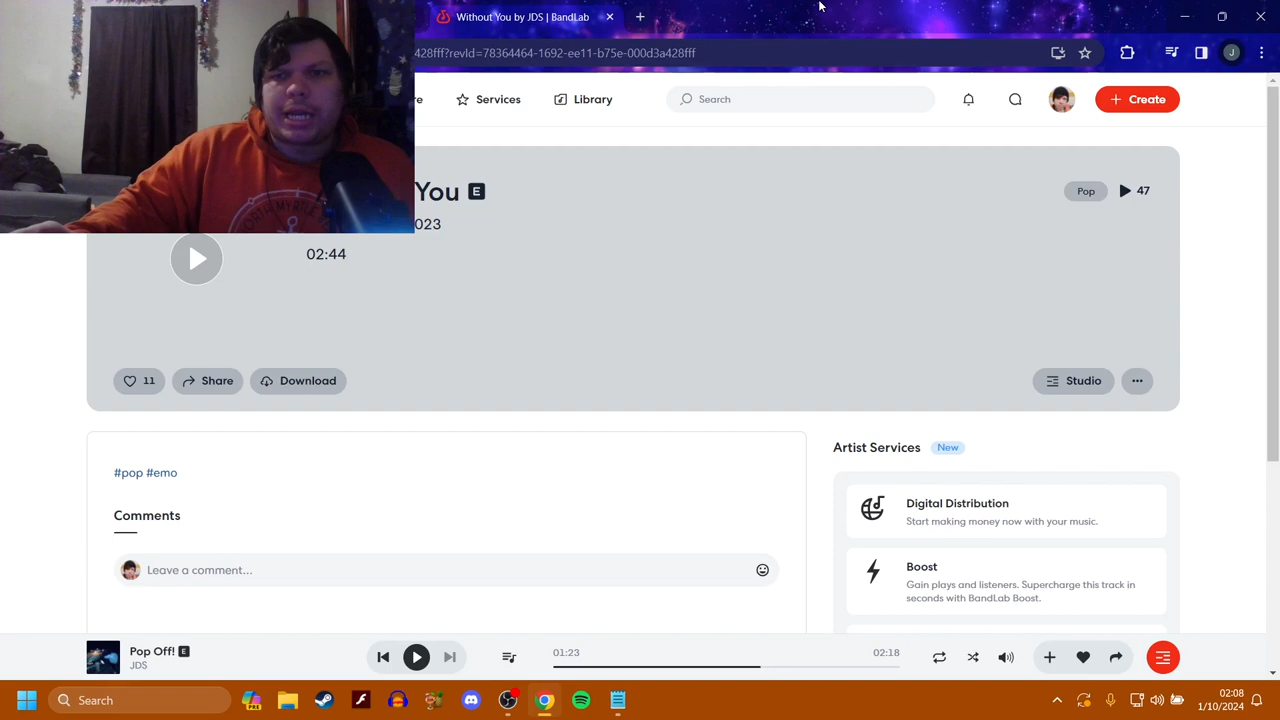 Without You by JDS | BandLab
428fff?revId=78364464-1692-ee11-b75e-000d3a428fff
J
re
Services
Library
Search
Create
You E
Pop
47
023
02:44
11
Share
Download
Studio
#pop #emo
Comments
Leave a comment...
Artist Services New
Digital Distribution
Start making money now with your music.
Boost
Gain plays and listeners. Supercharge this track in
seconds with BandLab Boost.
Pop Off! E
JDS
01:23
02:18
Search
PRE
02:08
1/10/2024